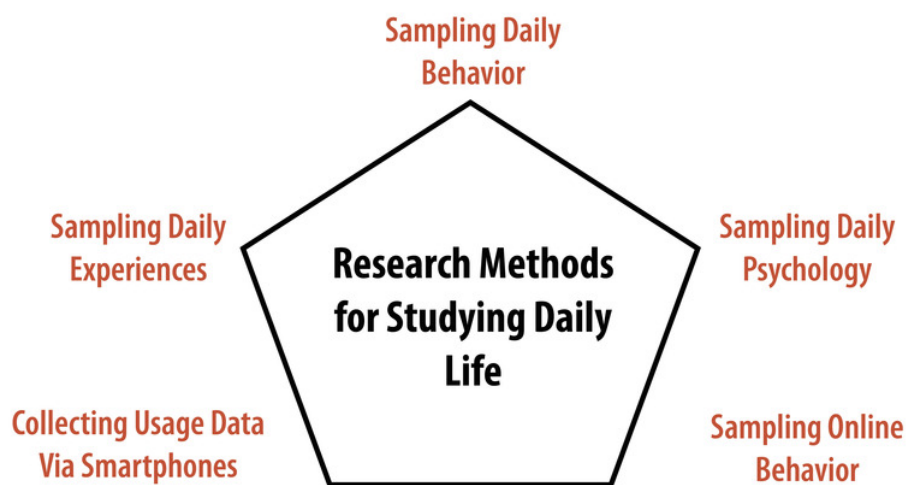 Sampling Daily
Behavior
Sampling Daily
Experiences
Sampling Daily
Psychology
Research Methods
for Studying Daily
Life
Collecting Usage Data
Via Smartphones
Sampling Online
Behavior